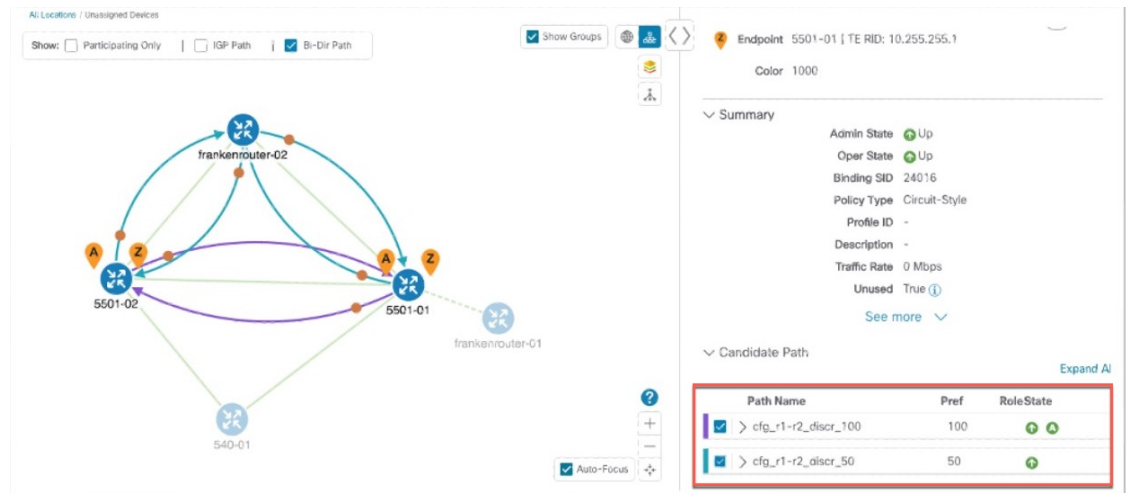 All Locations / Unassigned Devices
Show: Participating Only | IGP Path | Bi-Dir Path
Show Groups
frankenrouter-02
A Z
A Z
5501-02
5501-01
frankenrouter-01
540-01
?
+
−
Auto-Focus
Z Endpoint 5501-01 | TE RID: 10.255.255.1
Color 1000
Summary
Admin State Up
Oper State Up
Binding SID 24016
Policy Type Circuit-Style
Profile ID -
Description -
Traffic Rate 0 Mbps
Unused True i
See more
Candidate Path
Expand Al
Path Name Pref RoleState
cfg_r1-r2_discr_100 100 A
cfg_r1-r2_discr_50 50